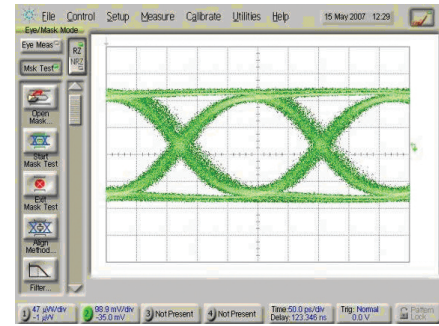 File Control Setup Measure Calibrate Utilities Help 15 May 2007 12:29
Eye/Mask Mode
Eye Meas
RZ
NRZ
Msk Test
Open
Mask...
Start
Mask Test
Exit
Mask Test
Align
Method...
Filter...
1) 47 µW/div
-1 µW
2) 98.9 mV/div
-35.0 mV
3) Not Present
4) Not Present
Time:50.0 ps/div
Delay:123.346 ns
Trig: Normal
0.0 V
Pattern
Lock